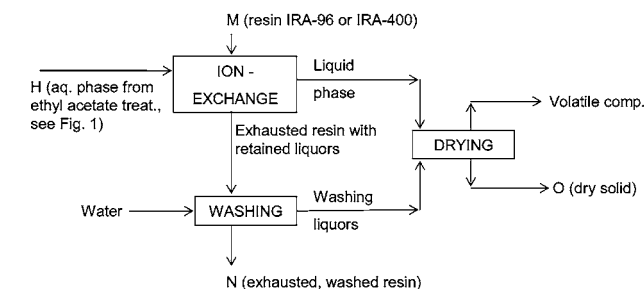 M (resin IRA-96 or IRA-400)
H (aq. phase from
ethyl acetate treat.,
see Fig. 1)
ION -
EXCHANGE
Liquid
phase
Volatile comp.
Exhausted resin with
retained liquors
DRYING
O (dry solid)
Water
WASHING
Washing
liquors
N (exhausted, washed resin)